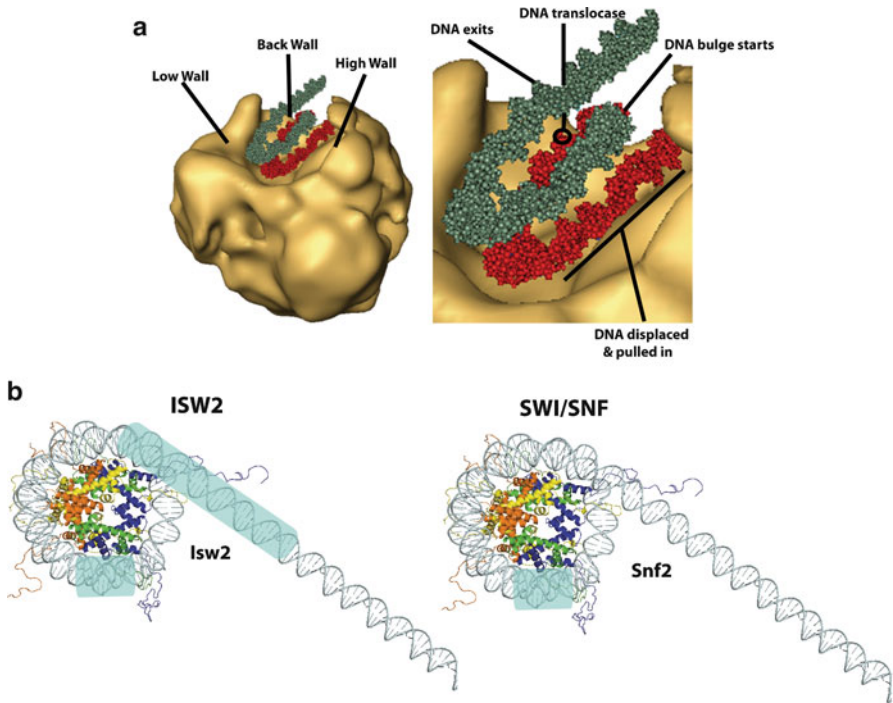 a
Low Wall
Back Wall
High Wall
DNA exits
DNA translocase
DNA bulge starts
DNA displaced
& pulled in
b
ISW2
Isw2
SWI/SNF
Snf2